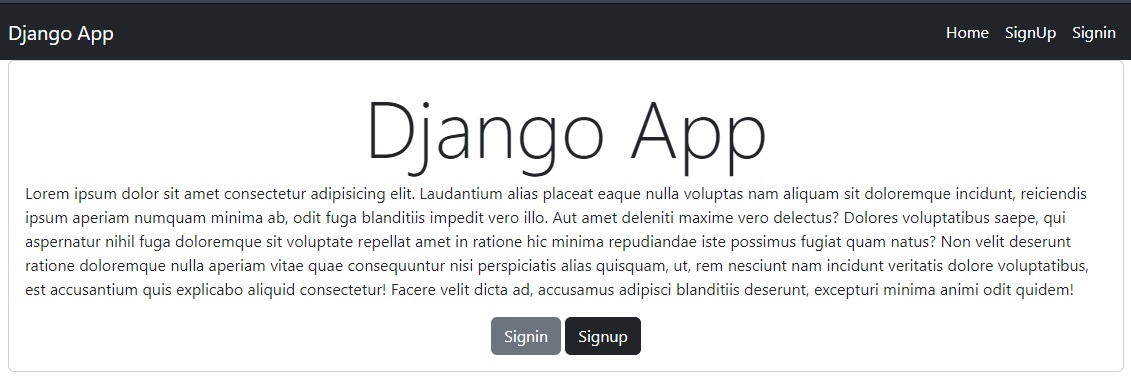 Django App
Home SignUp Signin
Django App
Lorem ipsum dolor sit amet consectetur adipisicing elit. Laudantium alias placeat eaque nulla voluptas nam aliquam sit doloremque incidunt, reiciendis
ipsum aperiam numquam minima ab, odit fuga blanditiis impedit vero illo. Aut amet deleniti maxime vero delectus? Dolores voluptatibus saepe, qui
aspernatur nihil fuga doloremque sit voluptate repellat amet in ratione hic minima repudiandae iste possimus fugiat quam natus? Non velit deserunt
ratione doloremque nulla aperiam vitae quae consequuntur nisi perspiciatis alias quisquam, ut, rem nesciunt nam incidunt veritatis dolore voluptatibus,
est accusantium quis explicabo aliquid consectetur! Facere velit dicta ad, accusamus adipisci blanditiis deserunt, excepturi minima animi odit quidem!
Signin Signup